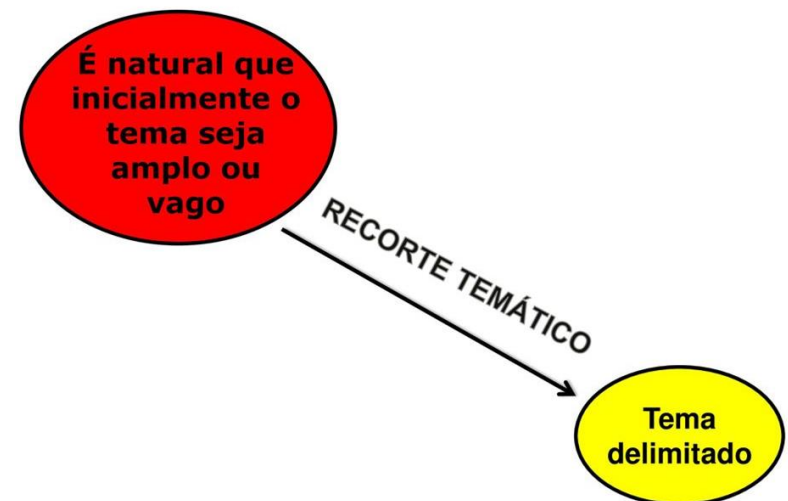 É natural que
inicialmente o
tema seja
amplo ou
vago
RECORTE TEMÁTICO
Tema
delimitado